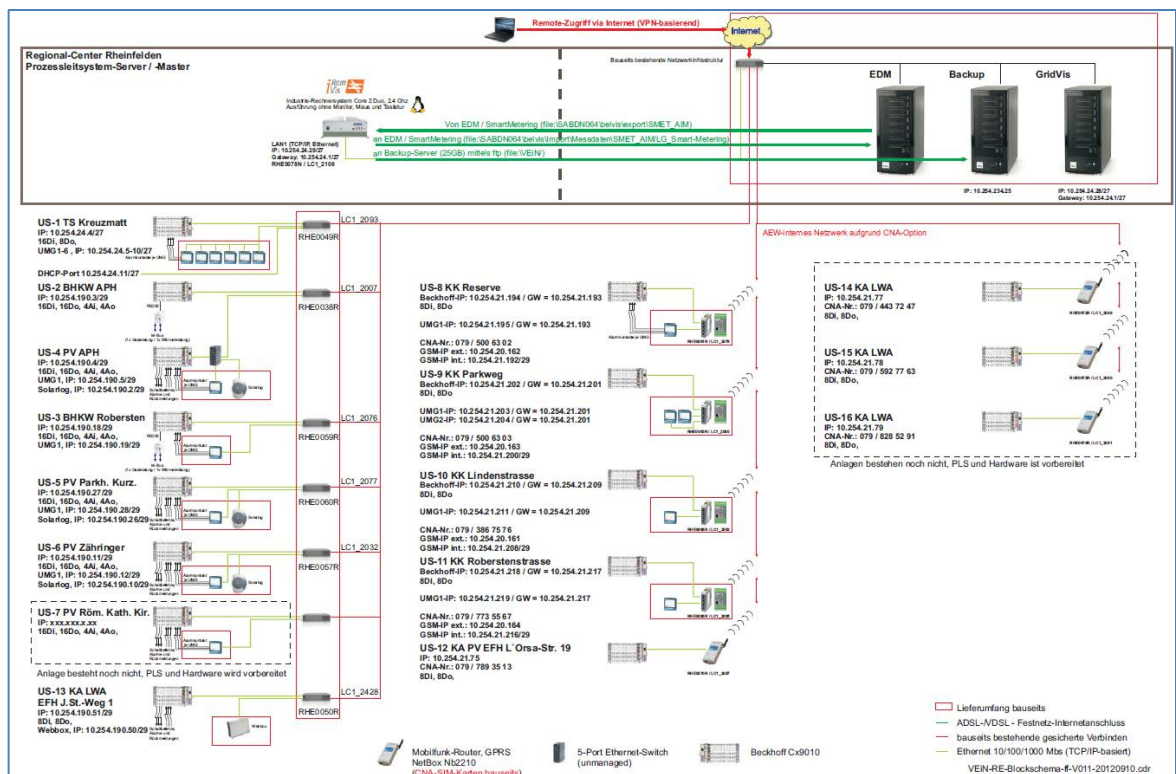 Remote-Zugriff via Internet (VPN-basierend)
Internet
Regional-Center Rheinfelden
Prozessleitsystem-Server / -Master
Bauseits bestehende Netzwerkinfrastruktur
EDM
Backup
GridVis
Industrie-Rechnersystem Core 2 Duo, 2,4 Ghz
Ausführung ohne Monitor, Maus und Tastatur
Von EDM / SmartMetering (file:\SABDN064\belvis\export\SMET_AIM)
an EDM / SmartMetering (file:\SABDN064\belvis\Import\Messdaten\SMET_AIM/LG_Smart-Metering)
an Backup-Server (25GB) mittels ftp (file:\VEiN/)
LAN1 (TCP/IP, Ethernet)
IP: 10.254.24.29/27
Gateway: 10.254.24.1/27
RHE0078N / LC1_2108
IP: 10.254.234.25
IP: 10.254.24.28/27
Gateway: 10.254.24.1/27
US-1 TS Kreuzmatt
IP: 10.254.24.4/27
16Di, 8Do,
UMG1-6 , IP: 10.254.24.5-10/27
DHCP-Port 10.254.24.11/27
LC1_2093
RHE0049R
US-2 BHKW APH
IP: 10.254.190.3/29
16Di, 16Do, 4Ai, 4Ao
LC1_2007
RHE0038R
US-4 PV APH
IP: 10.254.190.4/29
16Di, 16Do, 4Ai, 4Ao,
UMG1, IP: 10.254.190.5/29
Solarlog, IP: 10.254.190.2/29
US-3 BHKW Robersten
IP: 10.254.190.18/29
16Di, 16Do, 4Ai, 4Ao,
UMG1, IP: 10.254.190.19/29
LC1_2076
RHE0059R
US-5 PV Parkh. Kurz.
IP: 10.254.190.27/29
16Di, 16Do, 4Ai, 4Ao,
UMG1, IP: 10.254.190.28/29
Solarlog, IP: 10.254.190.26/29
LC1_2077
RHE0060R
US-6 PV Zähringer
IP: 10.254.190.11/29
16Di, 16Do, 4Ai, 4Ao,
UMG1, IP: 10.254.190.12/29
Solarlog, IP: 10.254.190.10/29
LC1_2032
RHE0057R
US-7 PV Röm. Kath. Kir.
IP: xxx.xxx.x.xx
16Di, 16Do, 4Ai, 4Ao,
Anlage besteht noch nicht, PLS und Hardware wird vorbereitet
US-13 KA LWA
EFH J.St.-Weg 1
IP: 10.254.190.51/29
8Di, 8Do,
Webbox, IP: 10.254.190.50/29
Webbox
LC1_2428
RHE0050R
AEW-internes Netzwerk aufgrund CNA-Option
US-8 KK Reserve
Beckhoff-IP: 10.254.21.194 / GW = 10.254.21.193
8Di, 8Do
UMG1-IP: 10.254.21.195 / GW = 10.254.21.193
CNA-Nr.: 079 / 500 63 02
GSM-IP ext.: 10.254.20.162
GSM-IP int.: 10.254.21.192/29
US-9 KK Parkweg
Beckhoff-IP: 10.254.21.202 / GW = 10.254.21.201
8Di, 8Do
UMG1-IP: 10.254.21.203 / GW = 10.254.21.201
UMG2-IP: 10.254.21.204 / GW = 10.254.21.201
CNA-Nr.: 079 / 500 63 03
GSM-IP ext.: 10.254.20.163
GSM-IP int.: 10.254.21.200/29
US-10 KK Lindenstrasse
Beckhoff-IP: 10.254.21.210 / GW = 10.254.21.209
8Di, 8Do
UMG1-IP: 10.254.21.211 / GW = 10.254.21.209
CNA-Nr.: 079 / 386 75 76
GSM-IP ext.: 10.254.20.161
GSM-IP int.: 10.254.21.208/29
US-11 KK Roberstenstrasse
Beckhoff-IP: 10.254.21.218 / GW = 10.254.21.217
8Di, 8Do
UMG1-IP: 10.254.21.219 / GW = 10.254.21.217
CNA-Nr.: 079 / 773 55 67
GSM-IP ext.: 10.254.20.164
GSM-IP int.: 10.254.21.216/29
US-12 KA PV EFH L`Orsa-Str. 19
IP: 10.254.21.75
CNA-Nr.: 079 / 789 35 13
8Di, 8Do,
US-14 KA LWA
IP: 10.254.21.77
CNA-Nr.: 079 / 443 72 47
8Di, 8Do,
US-15 KA LWA
IP: 10.254.21.78
CNA-Nr.: 079 / 592 77 63
8Di, 8Do,
US-16 KA LWA
IP: 10.254.21.79
CNA-Nr.: 079 / 828 52 91
8Di, 8Do,
Anlagen bestehen noch nicht, PLS und Hardware ist vorbereitet
Mobilfunk-Router, GPRS
NetBox Nb2210
(CNA-SIM-Karten bauseits)
5-Port Ethernet-Switch
(unmanaged)
Beckhoff Cx9010
Lieferumfang bauseits
ADSL-/VDSL - Festnetz-Internetanschluss
bauseits bestehende gesicherte Verbinden
Ethernet 10/100/1000 Mbs (TCP/IP-basiert)
VEiN-RE-Blockschema-ff-V011-20120910.cdr